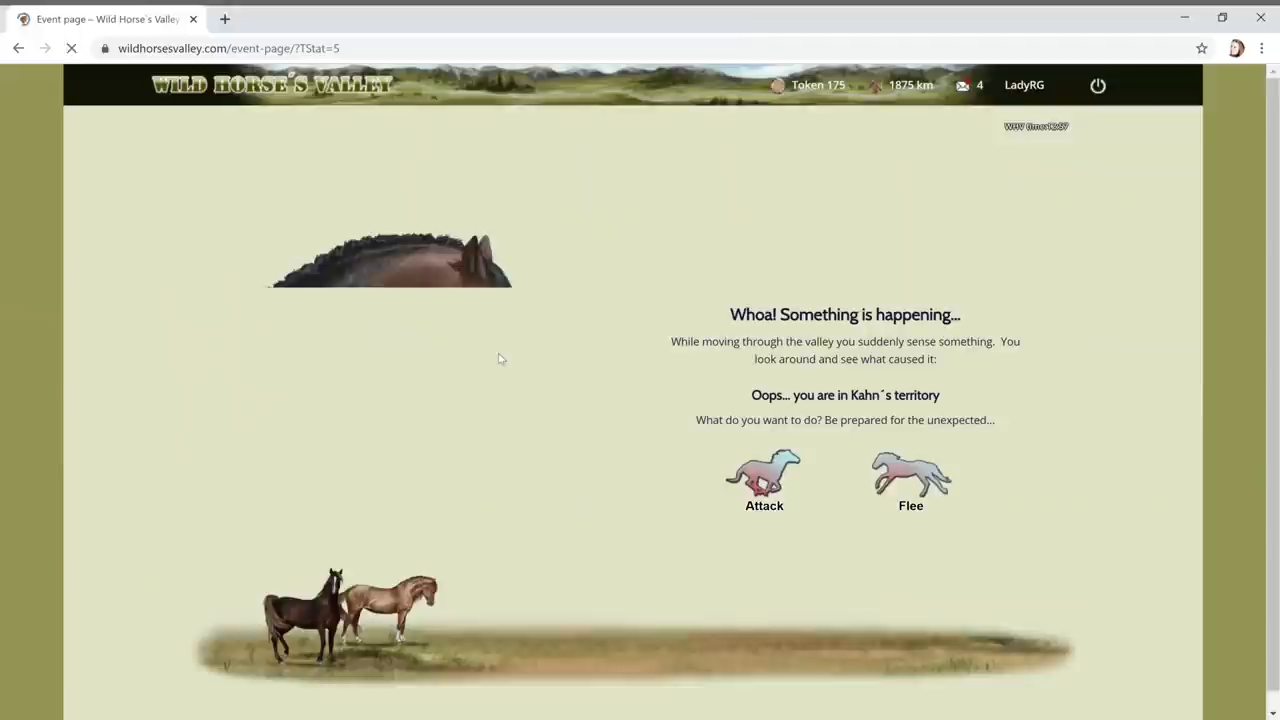 Event page – Wild Horse´s Valley
wildhorsesvalley.com/event-page/?TStat=5
WILD HORSE´S VALLEY
Token 175
1875 km
4
LadyRG
WHV
Whoa! Something is happening...
While moving through the valley you suddenly sense something. You
look around and see what caused it:
Oops... you are in Kahn´s territory
What do you want to do? Be prepared for the unexpected...
Attack
Flee